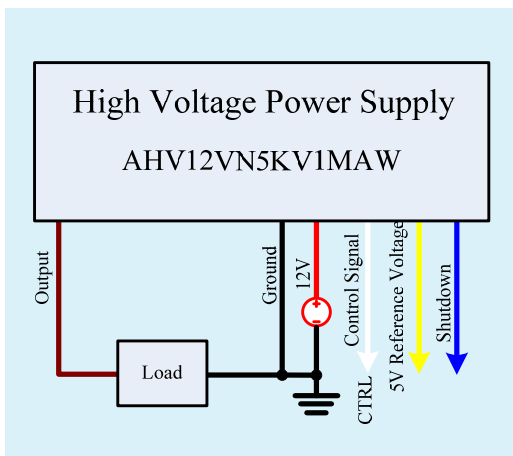 High Voltage Power Supply
AHV12VN5KV1MAW
Output
Ground
12V
Control Signal
CTRL
5V Reference Voltage
Shutdown
Load